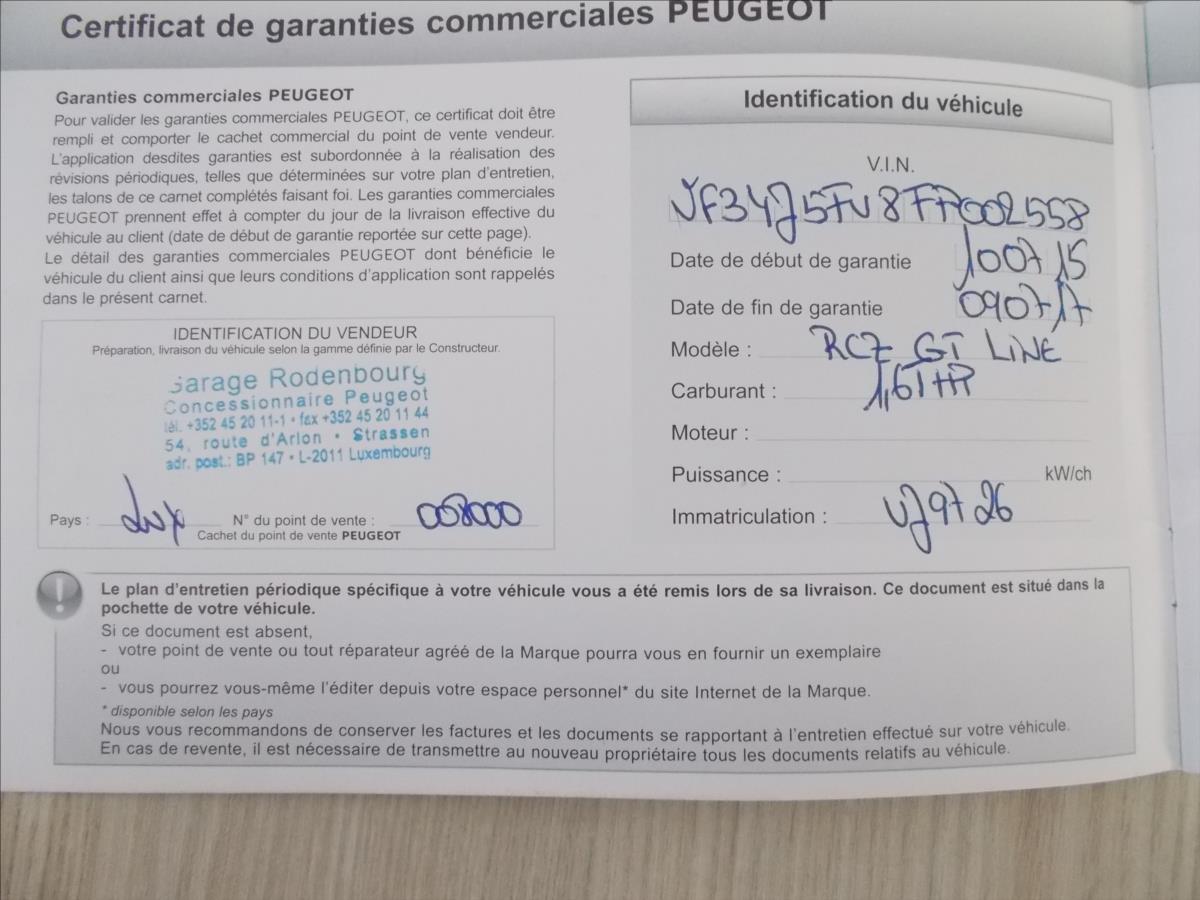 Certificat de garanties commerciales PEUGEOT
Garanties commerciales PEUGEOT
Pour valider les garanties commerciales PEUGEOT, ce certificat doit être
rempli et comporter le cachet commercial du point de vente vendeur.
L'application desdites garanties est subordonnée à la réalisation des
révisions périodiques, telles que déterminées sur votre plan d'entretien,
les talons de ce carnet complétés faisant foi. Les garanties commerciales
PEUGEOT prennent effet à compter du jour de la livraison effective du
véhicule au client (date de début de garantie reportée sur cette page).
Le détail des garanties commerciales PEUGEOT dont bénéficie le
véhicule du client ainsi que leurs conditions d'application sont rappelés
dans le présent carnet.
IDENTIFICATION DU VENDEUR
Préparation, livraison du véhicule selon la gamme définie par le Constructeur.
Garage Rodenbourg
Concessionnaire Peugeot
tél. +352 45 20 11-1 • fax +352 45 20 11 44
54, route d'Arlon • Strassen
adr. post.: BP 147 • L-2011 Luxembourg
Pays : Lux N° du point de vente : 008000
Cachet du point de vente PEUGEOT
Identification du véhicule
V.I.N.
VF34J5FV8FP002558
Date de début de garantie 1007 15
Date de fin de garantie 0907 17
Modèle : RCZ GT LINE
Carburant : 1,6THP
Moteur :
Puissance : kW/ch
Immatriculation : VJ9726
Le plan d'entretien périodique spécifique à votre véhicule vous a été remis lors de sa livraison. Ce document est situé dans la
pochette de votre véhicule.
Si ce document est absent,
- votre point de vente ou tout réparateur agréé de la Marque pourra vous en fournir un exemplaire
ou
- vous pourrez vous-même l'éditer depuis votre espace personnel* du site Internet de la Marque.
* disponible selon les pays
Nous vous recommandons de conserver les factures et les documents se rapportant à l'entretien effectué sur votre véhicule.
En cas de revente, il est nécessaire de transmettre au nouveau propriétaire tous les documents relatifs au véhicule.